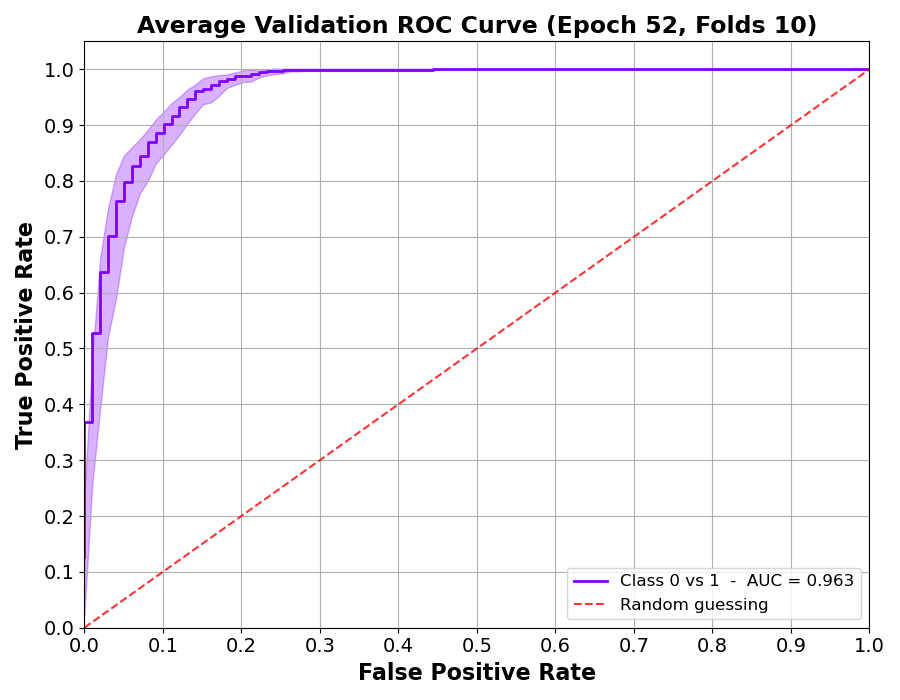 Average Validation ROC Curve (Epoch 52, Folds 10)
True Positive Rate
1.0
0.9
0.8
0.7
0.6
0.5
0.4
0.3
0.2
0.1
0.0
Class 0 vs 1 - AUC = 0.963
Random guessing
0.0 0.1 0.2 0.3 0.4 0.5 0.6 0.7 0.8 0.9 1.0
False Positive Rate